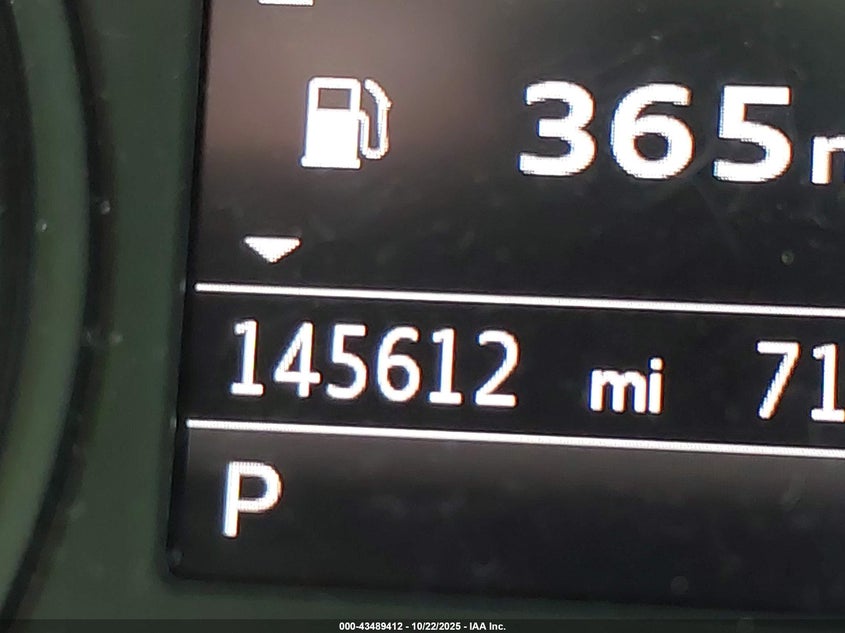 365
145612 mi 71
P
000-43489412 - 10/22/2025 - IAA Inc.